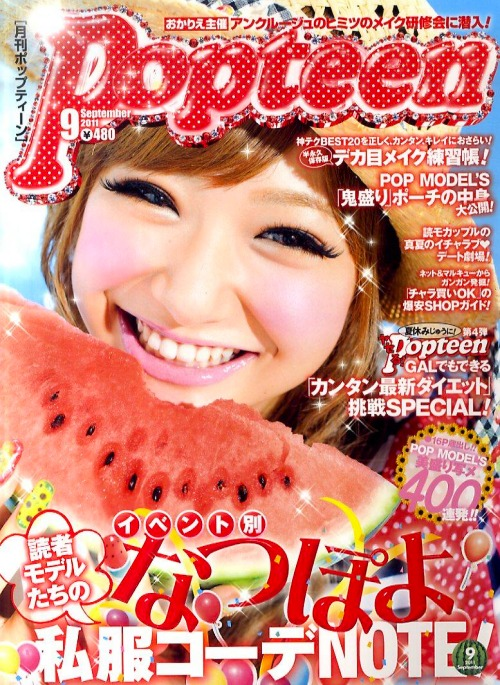 おかりえ主催 アンクルージュのヒミツのメイク研修会に潜入!
[月刊ポップティーン]
Popteen
9
September
2011
¥480
神テクBEST20を正しく、カンタン、キレイにおさらい!
半永久保存版
デカ目メイク練習帳!
POP MODEL'S
「鬼盛り」ポーチの中身
大公開!
読モカップルの
真夏のイチャラブ♥
デート劇場!
ネット&マルキューから
ガンガン発掘!
「チャラ買いOK」の
爆安SHOPガイド!
夏休みじゅうに!
第4弾
Popteen
GALでもできる
「カンタン最新ダイエット」
挑戦SPECIAL!
POP MODEL'S
400
連発!!
イベント別
読者
モデル
たちの
なつぽよ
私服コーデNOTE!
9
2011
September